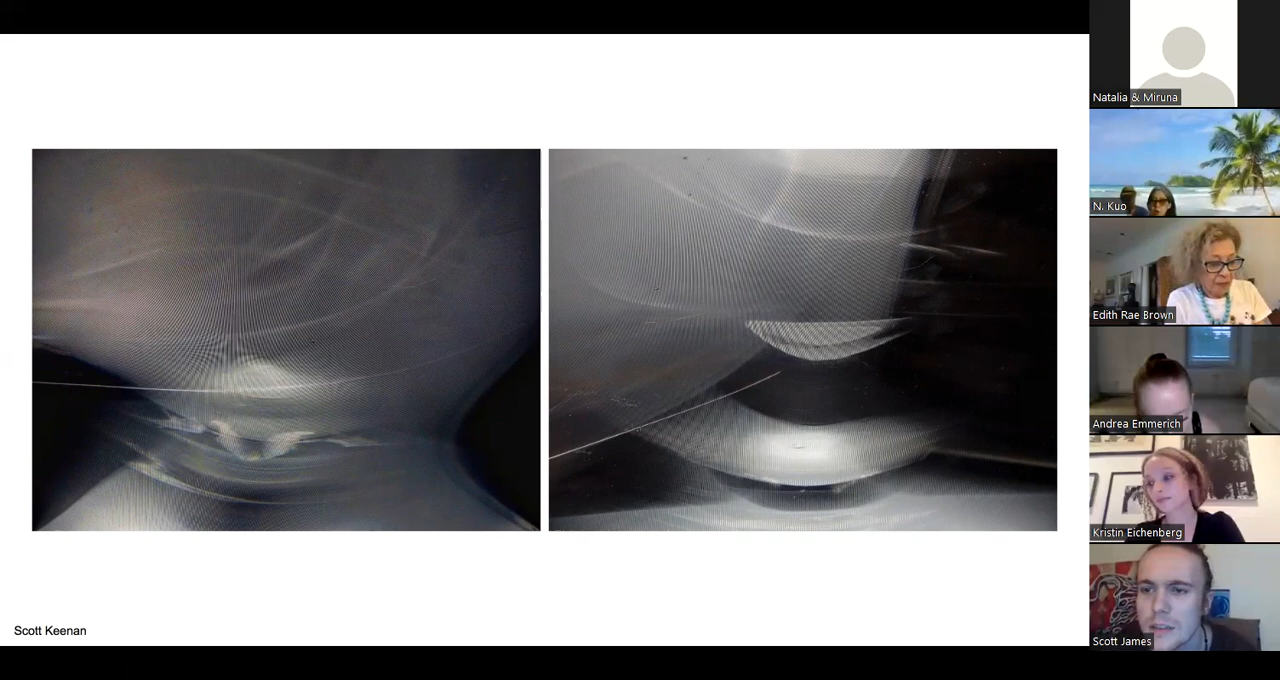 Scott Keenan
Natalia & Miruna
N. Kuo
Edith Rae Brown
Andrea Emmerich
Kristin Eichenberg
Scott James